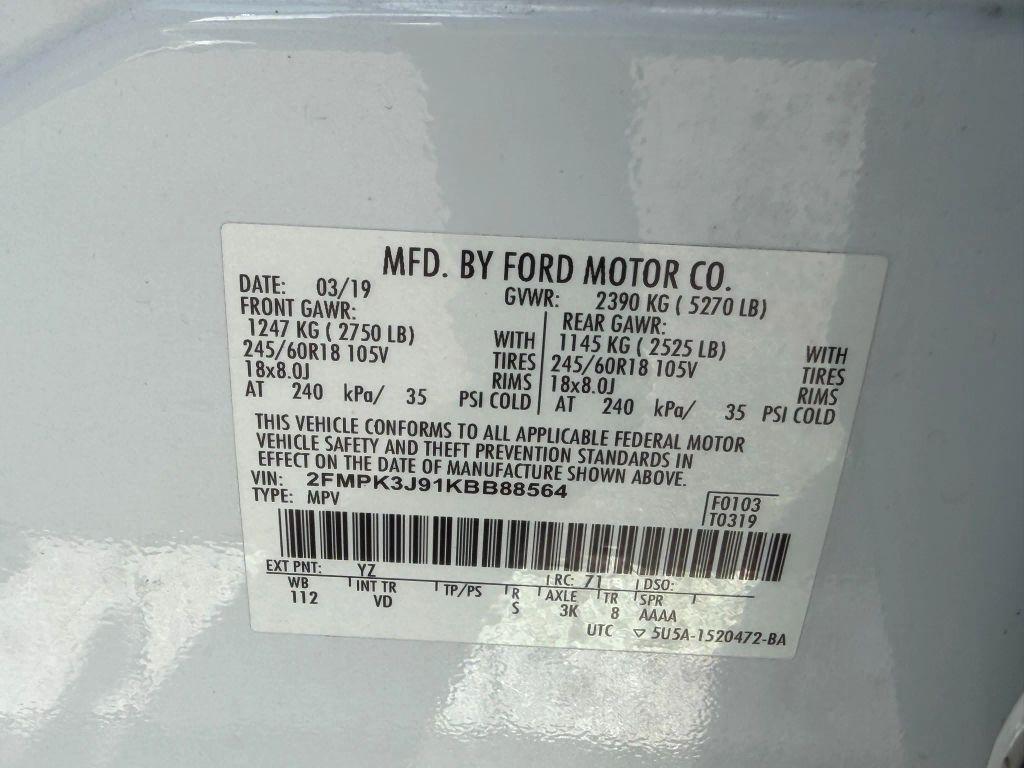 MFD. BY FORD MOTOR CO.
DATE: 03/19 GVWR: 2390 KG ( 5270 LB)
FRONT GAWR: REAR GAWR:
1247 KG ( 2750 LB) WITH 1145 KG ( 2525 LB) WITH
245/60R18 105V TIRES 245/60R18 105V TIRES
18x8.0J RIMS 18x8.0J RIMS
AT 240 kPa/ 35 PSI COLD AT 240 kPa/ 35 PSI COLD
THIS VEHICLE CONFORMS TO ALL APPLICABLE FEDERAL MOTOR
VEHICLE SAFETY AND THEFT PREVENTION STANDARDS IN
EFFECT ON THE DATE OF MANUFACTURE SHOWN ABOVE.
VIN: 2FMPK3J91KBB88564
TYPE: MPV
F0103
T0319
EXT PNT: YZ RC: 71 DSO:
WB INT TR TP/PS R AXLE TR SPR
112 VD S 3K 8 AAAA
UTC ▽ 5U5A-1520472-BA